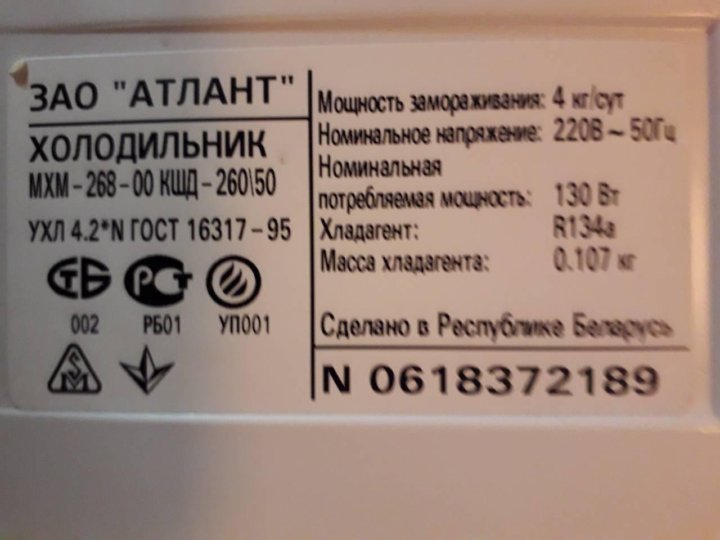 ЗАО "АТЛАНТ"
ХОЛОДИЛЬНИК
МХМ-268-00 КШД-260\50
УХЛ 4.2*N ГОСТ 16317-95
СТБ РСТ
002 РБ01 УП001
Мощность замораживания: 4 кг/сут
Номинальное напряжение: 220В ~ 50Гц
Номинальная
потребляемая мощность: 130 Вт
Хладагент: R134a
Масса хладагента: 0.107 кг
Сделано в Республике Беларусь
N 0618372189